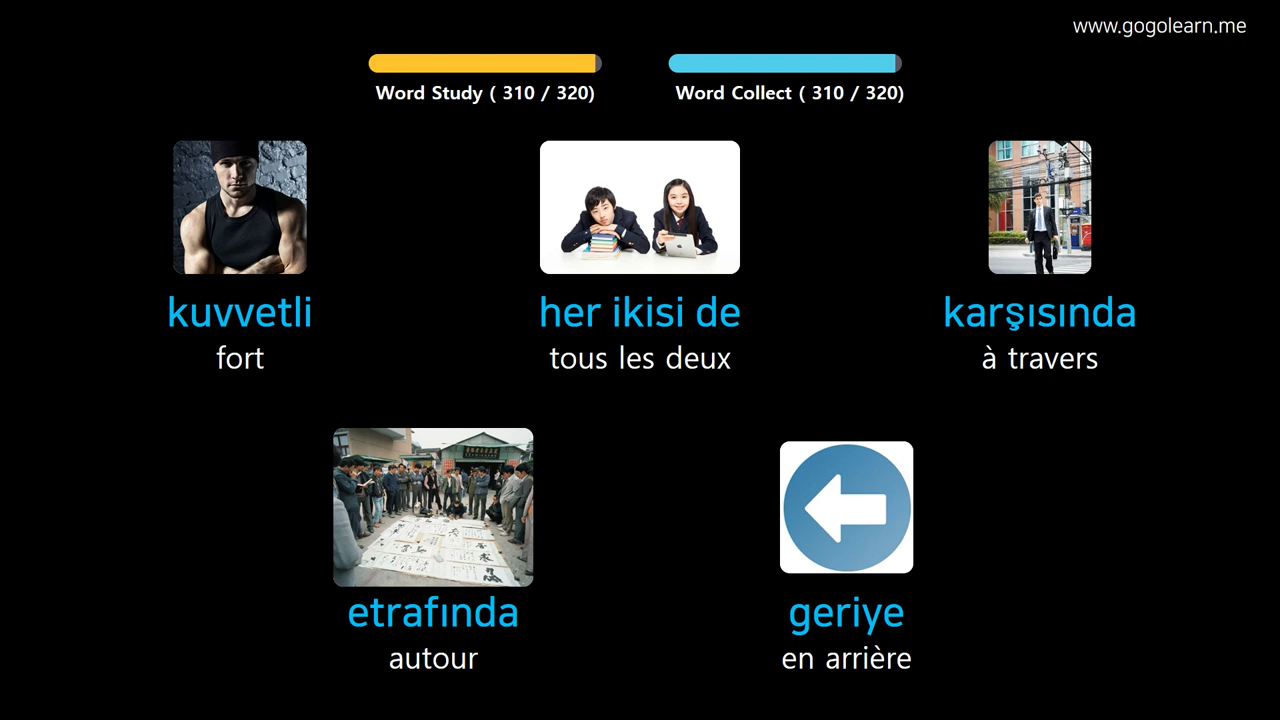 www.gogolearn.me
Word Study ( 310 / 320)
Word Collect ( 310 / 320)
kuvvetli
fort
her ikisi de
tous les deux
karşısında
à travers
etrafında
autour
geriye
en arrière